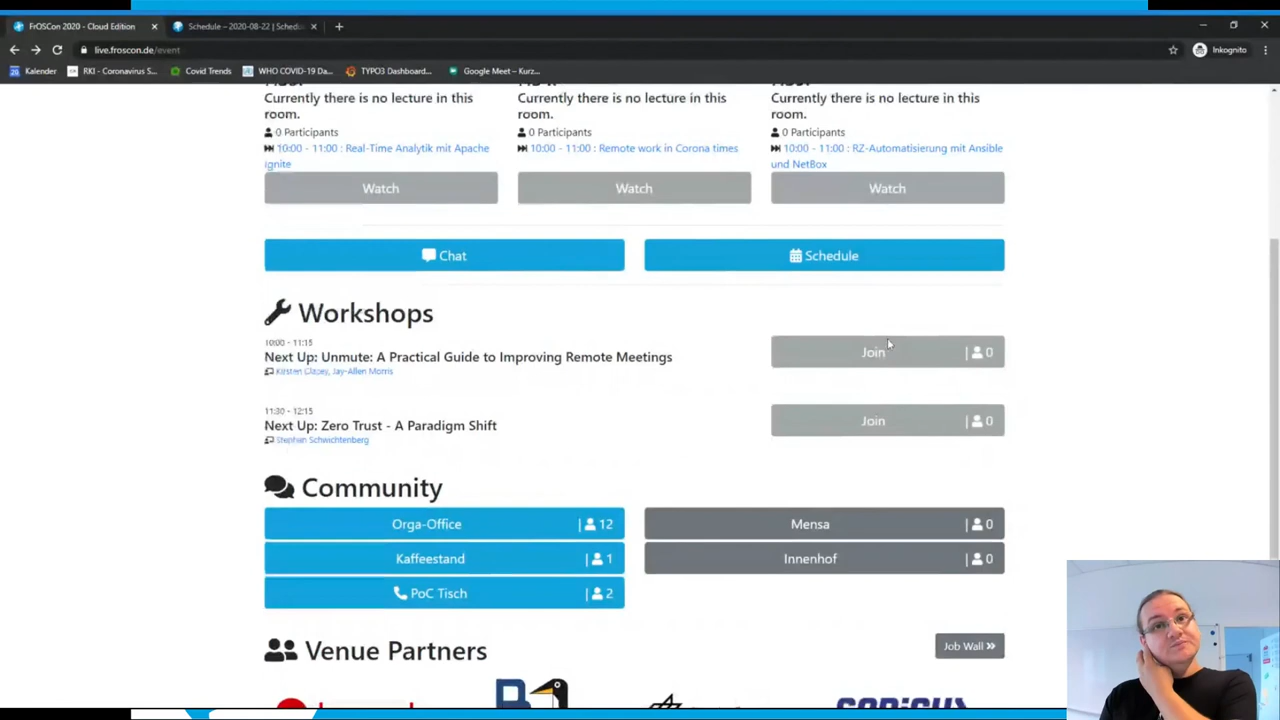 FrOSCon 2020 - Cloud Edition
Schedule – 2020-08-22 | Schedu
live.froscon.de/event
Inkognito
Kalender
RKI - Coronavirus S...
Covid Trends
WHO COVID-19 Da...
TYPO3 Dashboard...
Google Meet – Kurz...
Currently there is no lecture in this
room.
0 Participants
10:00 - 11:00 : Real-Time Analytik mit Apache
Ignite
Watch
Currently there is no lecture in this
room.
0 Participants
10:00 - 11:00 : Remote work in Corona times
Watch
Currently there is no lecture in this
room.
0 Participants
10:00 - 11:00 : RZ-Automatisierung mit Ansible
und NetBox
Watch
Chat
Schedule
Workshops
10:00 - 11:15
Next Up: Unmute: A Practical Guide to Improving Remote Meetings
Kirsten Clacey, Jay-Allen Morris
Join | 0
11:30 - 12:15
Next Up: Zero Trust - A Paradigm Shift
Stephan Schwichtenberg
Join | 0
Community
Orga-Office | 12
Mensa | 0
Kaffeestand | 1
Innenhof | 0
PoC Tisch | 2
Venue Partners
Job Wall »